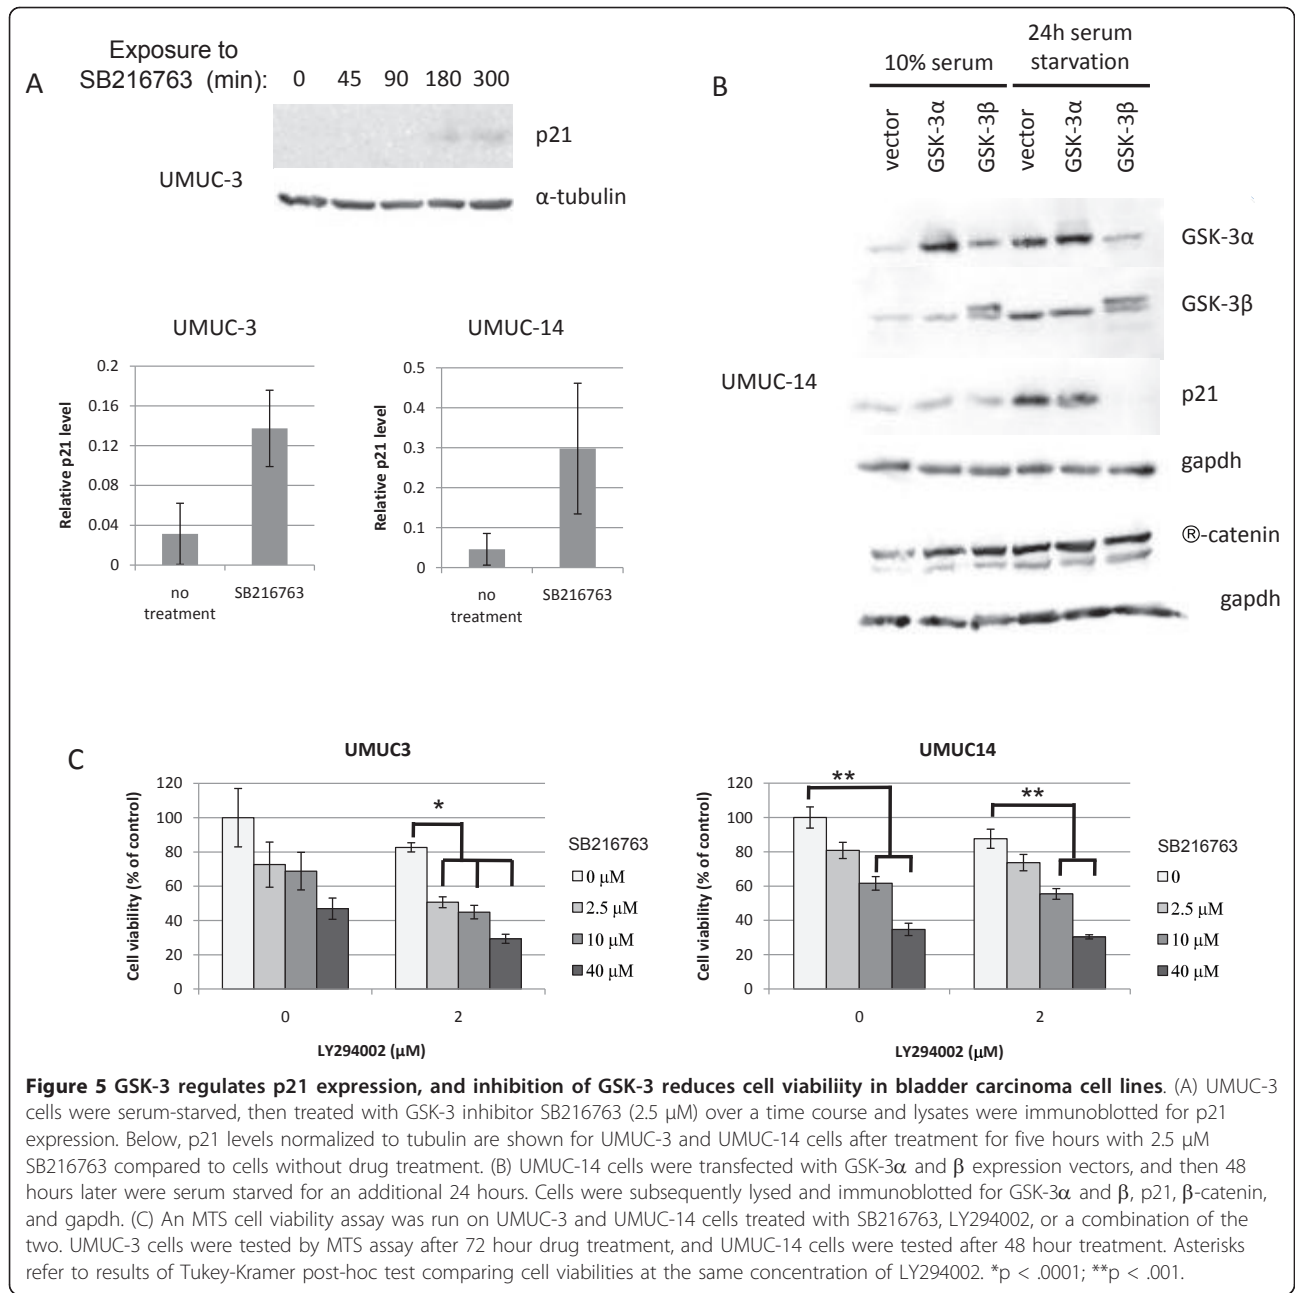 A
Exposure to
SB216763 (min): 0 45 90 180 300
p21
UMUC-3
α-tubulin
UMUC-3
Relative p21 level
0.2
0.16
0.12
0.08
0.04
0
no treatment
SB216763
UMUC-14
Relative p21 level
0.5
0.4
0.3
0.2
0.1
0
no treatment
SB216763
B
10% serum
24h serum starvation
vector GSK-3α GSK-3β vector GSK-3α GSK-3β
GSK-3α
GSK-3β
UMUC-14
p21
gapdh
®-catenin
gapdh
C
UMUC3
Cell viability (% of control)
120
100
80
60
40
20
0
*
0 2
LY294002 (µM)
SB216763
0 µM
2.5 µM
10 µM
40 µM
UMUC14
Cell viability (% of control)
120
100
80
60
40
20
0
** **
0 2
LY294002 (µM)
SB216763
0
2.5 µM
10 µM
40 µM
Figure 5 GSK-3 regulates p21 expression, and inhibition of GSK-3 reduces cell viabiliity in bladder carcinoma cell lines. (A) UMUC-3
cells were serum-starved, then treated with GSK-3 inhibitor SB216763 (2.5 µM) over a time course and lysates were immunoblotted for p21
expression. Below, p21 levels normalized to tubulin are shown for UMUC-3 and UMUC-14 cells after treatment for five hours with 2.5 µM
SB216763 compared to cells without drug treatment. (B) UMUC-14 cells were transfected with GSK-3α and β expression vectors, and then 48
hours later were serum starved for an additional 24 hours. Cells were subsequently lysed and immunoblotted for GSK-3α and β, p21, β-catenin,
and gapdh. (C) An MTS cell viability assay was run on UMUC-3 and UMUC-14 cells treated with SB216763, LY294002, or a combination of the
two. UMUC-3 cells were tested by MTS assay after 72 hour drug treatment, and UMUC-14 cells were tested after 48 hour treatment. Asterisks
refer to results of Tukey-Kramer post-hoc test comparing cell viabilities at the same concentration of LY294002. *p < .0001; **p < .001.